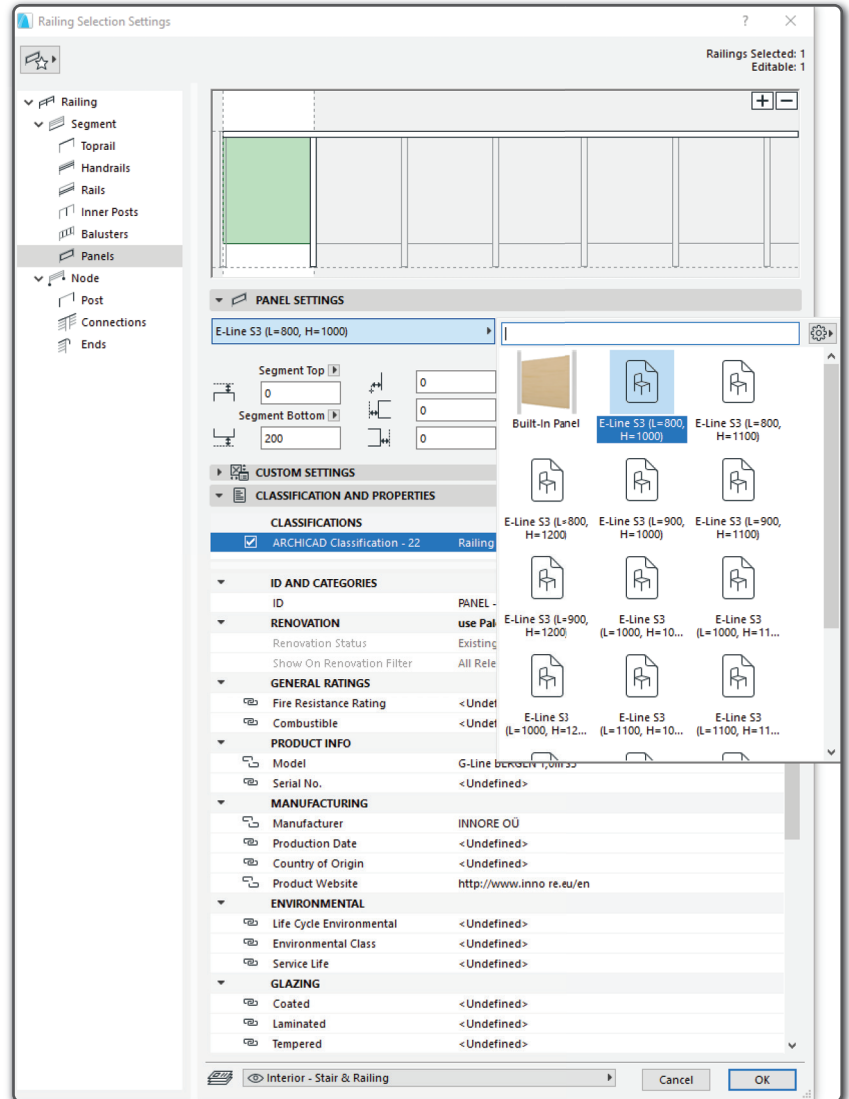 Railing Selection Settings
?
Railings Selected: 1
Editable: 1
Railing
Segment
Toprail
Handrails
Rails
Inner Posts
Balusters
Panels
Node
Post
Connections
Ends
PANEL SETTINGS
E-Line S3 (L=800, H=1000)
Segment Top
0
Segment Bottom
200
0
0
0
Built-In Panel
E-Line S3 (L=800,
H=1000)
E-Line S3 (L=800,
H=1100)
E-Line S3 (L=800,
H=1200)
E-Line S3 (L=900,
H=1000)
E-Line S3 (L=900,
H=1100)
E-Line S3 (L=900,
H=1200)
E-Line S3
(L=1000, H=10...
E-Line S3
(L=1000, H=11...
E-Line S3
(L=1000, H=12...
E-Line S3
(L=1100, H=10...
E-Line S3
(L=1100, H=11...
CUSTOM SETTINGS
CLASSIFICATION AND PROPERTIES
CLASSIFICATIONS
ARCHICAD Classification - 22 Railing
ID AND CATEGORIES
ID PANEL -
RENOVATION use Pal
Renovation Status Existing
Show On Renovation Filter All Rele
GENERAL RATINGS
Fire Resistance Rating <Undef
Combustible <Undef
PRODUCT INFO
Model G-Line BERGEN
Serial No. <Undefined>
MANUFACTURING
Manufacturer INNORE OÜ
Production Date <Undefined>
Country of Origin <Undefined>
Product Website http://www.inno re.eu/en
ENVIRONMENTAL
Life Cycle Environmental <Undefined>
Environmental Class <Undefined>
Service Life <Undefined>
GLAZING
Coated <Undefined>
Laminated <Undefined>
Tempered <Undefined>
Interior - Stair & Railing
Cancel
OK